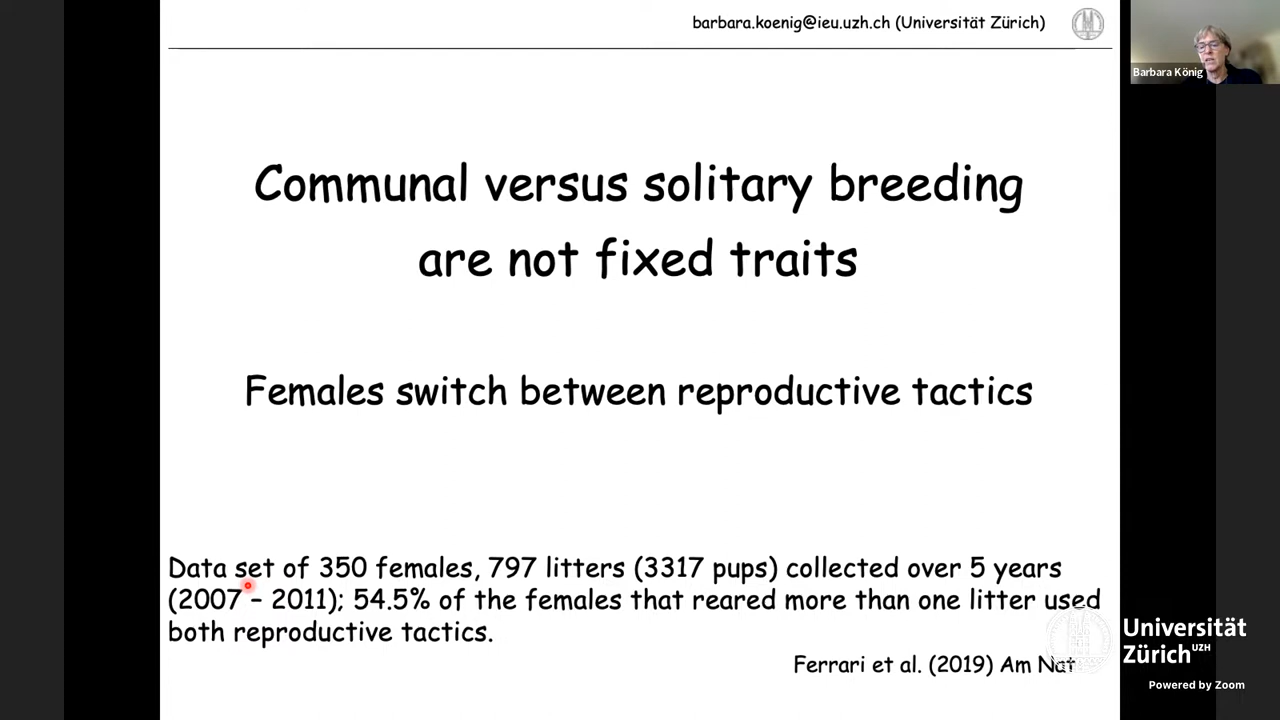 barbara.koenig@ieu.uzh.ch (Universität Zürich)
Barbara König
Communal versus solitary breeding
are not fixed traits
Females switch between reproductive tactics
Data set of 350 females, 797 litters (3317 pups) collected over 5 years
(2007 – 2011); 54.5% of the females that reared more than one litter used
both reproductive tactics.
Ferrari et al. (2019) Am Nat
Universität
Zürich UZH
Powered by Zoom